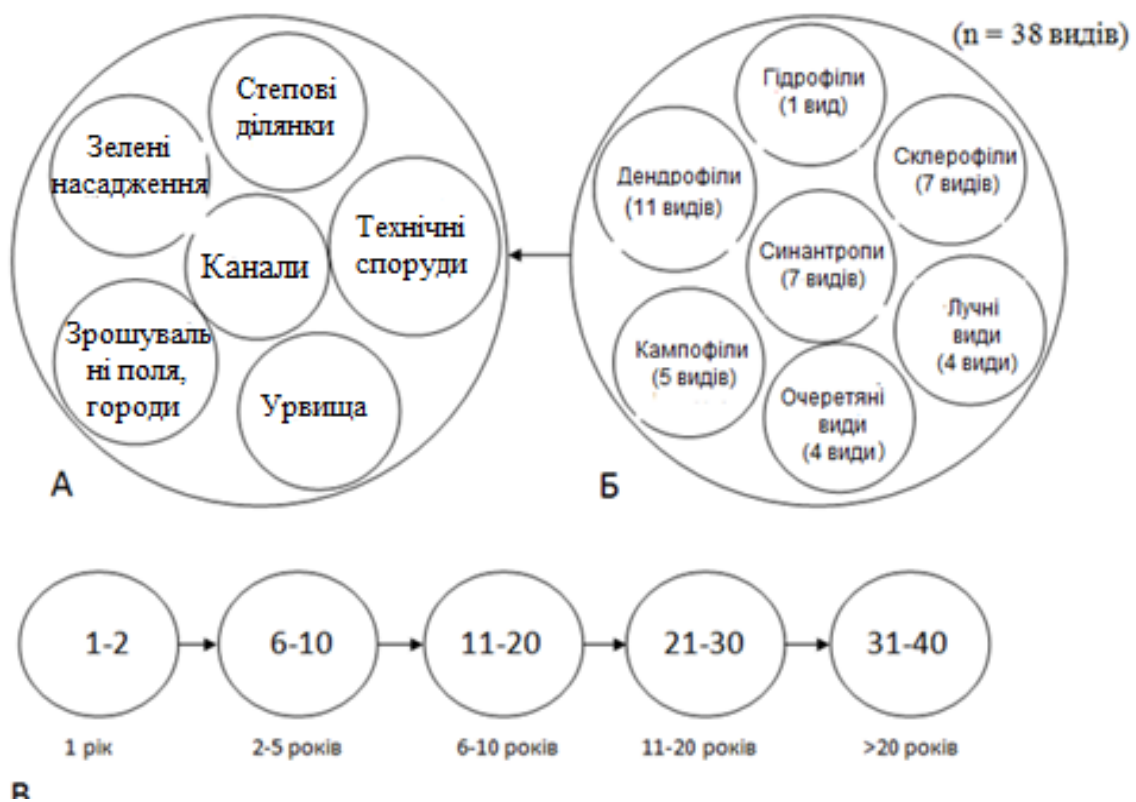 (n = 38 видів)
Степові
ділянки
Зелені
насадження
Канали
Технічні
споруди
Зрошуваль
ні поля,
городи
Урвища
А
Гідрофіли
(1 вид)
Дендрофіли
(11 видів)
Склерофіли
(7 видів)
Синантропи
(7 видів)
Кампофіли
(5 видів)
Лучні
види
(4 види)
Очеретяні
види
(4 види)
Б
1-2
6-10
11-20
21-30
31-40
1 рік
2-5 років
6-10 років
11-20 років
>20 років
В